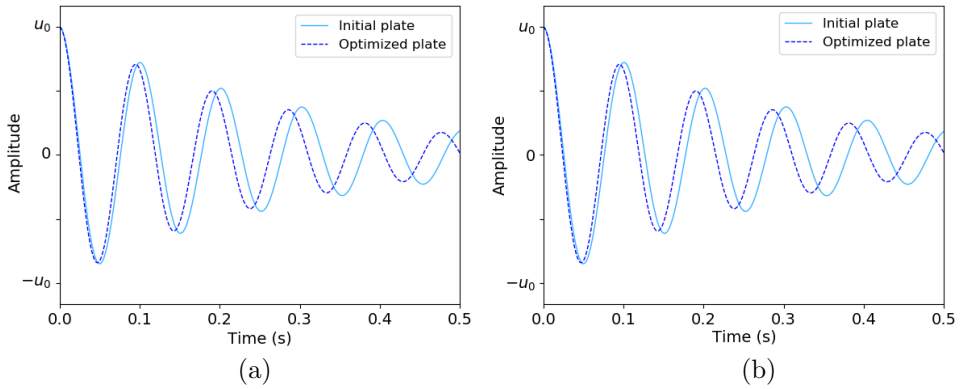 u₀
0
−u₀
Amplitude
Initial plate
Optimized plate
0.0 0.1 0.2 0.3 0.4 0.5
Time (s)
(a)
u₀
0
−u₀
Amplitude
Initial plate
Optimized plate
0.0 0.1 0.2 0.3 0.4 0.5
Time (s)
(b)